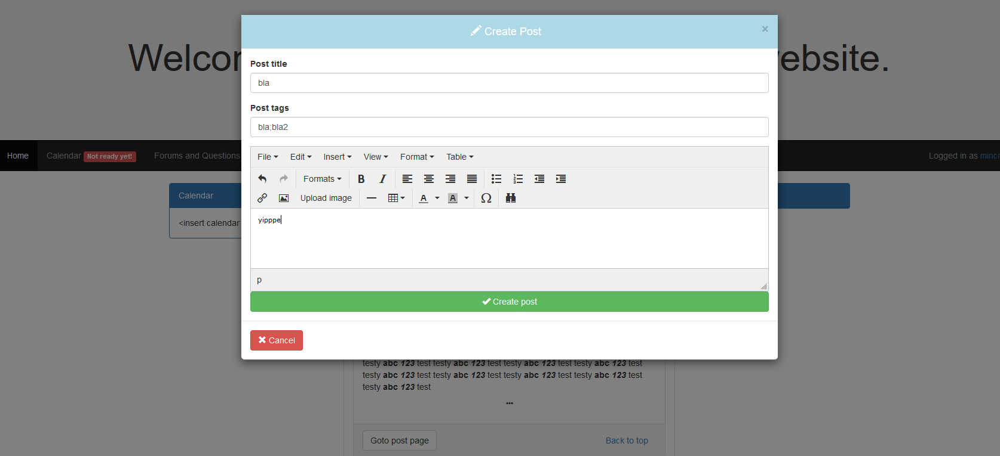 Create Post ×
Welcor ebsite.
Post title
bla
Post tags
bla;bla2
Home Calendar Not ready yet! Forums and Questions Logged in as mincr
File Edit Insert View Format Table
Formats B I
Upload image A A Ω
Calendar
<insert calendar
yipppe
p
Create post
Cancel
testy abc 123 test testy abc 123 test testy abc 123 test testy abc 123 test
testy abc 123 test testy abc 123 test testy abc 123 test testy abc 123 test
testy abc 123 test
...
Goto post page Back to top